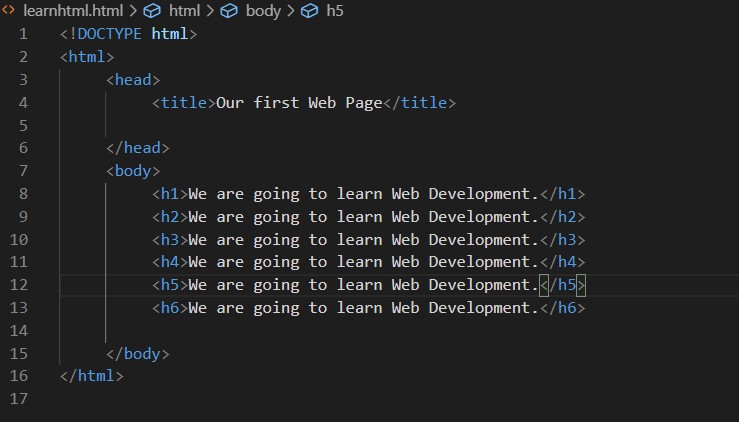 <> learnhtml.html > html > body > h5
1 <!DOCTYPE html>
2 <html>
3 <head>
4 <title>Our first Web Page</title>
5
6 </head>
7 <body>
8 <h1>We are going to learn Web Development.</h1>
9 <h2>We are going to learn Web Development.</h2>
10 <h3>We are going to learn Web Development.</h3>
11 <h4>We are going to learn Web Development.</h4>
12 <h5>We are going to learn Web Development.</h5>
13 <h6>We are going to learn Web Development.</h6>
14
15 </body>
16 </html>
17